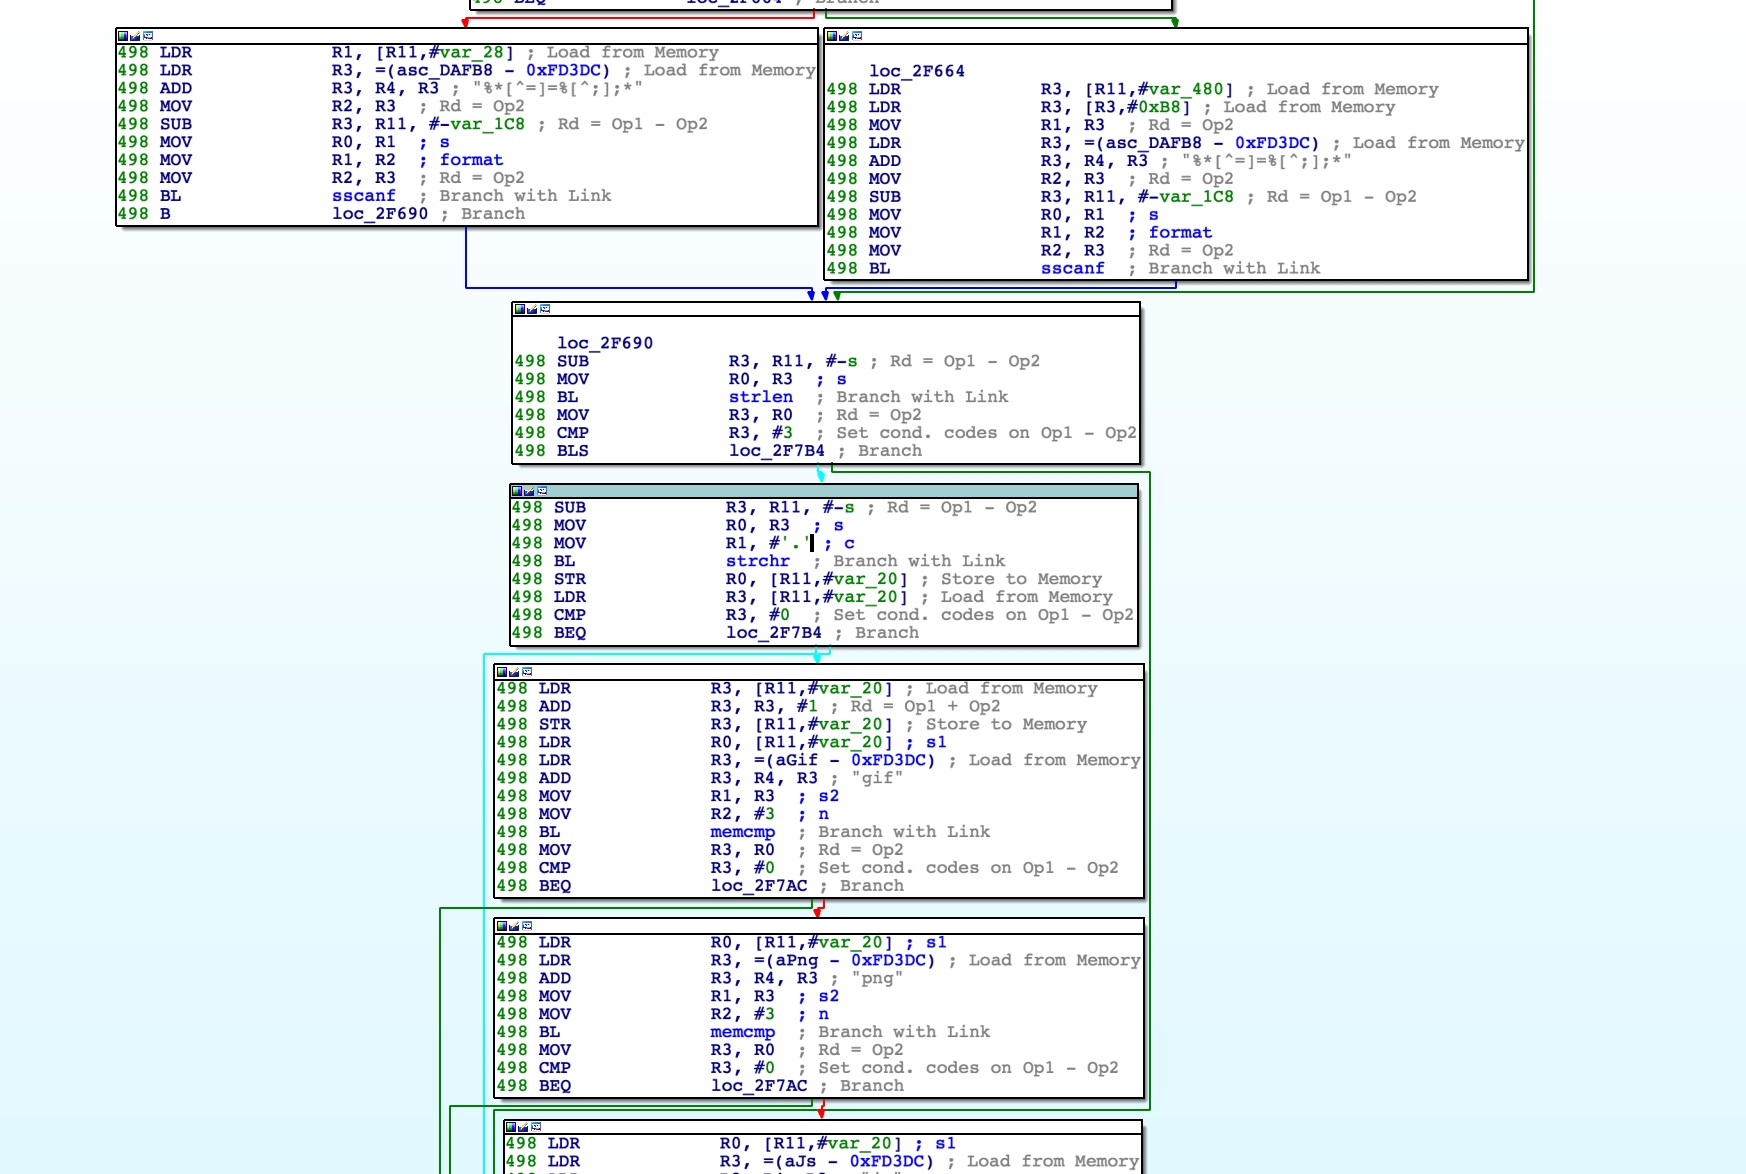 498 BEQ loc_2F664 ; Branch
498 LDR R1, [R11,#var_28] ; Load from Memory
498 LDR R3, =(asc_DAFB8 - 0xFD3DC) ; Load from Memory
498 ADD R3, R4, R3 ; "%*[^=]=%[^;];*"
498 MOV R2, R3 ; Rd = Op2
498 SUB R3, R11, #-var_1C8 ; Rd = Op1 - Op2
498 MOV R0, R1 ; s
498 MOV R1, R2 ; format
498 MOV R2, R3 ; Rd = Op2
498 BL sscanf ; Branch with Link
498 B loc_2F690 ; Branch
loc_2F664
498 LDR R3, [R11,#var_480] ; Load from Memory
498 LDR R3, [R3,#0xB8] ; Load from Memory
498 MOV R1, R3 ; Rd = Op2
498 LDR R3, =(asc_DAFB8 - 0xFD3DC) ; Load from Memory
498 ADD R3, R4, R3 ; "%*[^=]=%[^;];*"
498 MOV R2, R3 ; Rd = Op2
498 SUB R3, R11, #-var_1C8 ; Rd = Op1 - Op2
498 MOV R0, R1 ; s
498 MOV R1, R2 ; format
498 MOV R2, R3 ; Rd = Op2
498 BL sscanf ; Branch with Link
loc_2F690
498 SUB R3, R11, #-s ; Rd = Op1 - Op2
498 MOV R0, R3 ; s
498 BL strlen ; Branch with Link
498 MOV R3, R0 ; Rd = Op2
498 CMP R3, #3 ; Set cond. codes on Op1 - Op2
498 BLS loc_2F7B4 ; Branch
498 SUB R3, R11, #-s ; Rd = Op1 - Op2
498 MOV R0, R3 ; s
498 MOV R1, #'.' ; c
498 BL strchr ; Branch with Link
498 STR R0, [R11,#var_20] ; Store to Memory
498 LDR R3, [R11,#var_20] ; Load from Memory
498 CMP R3, #0 ; Set cond. codes on Op1 - Op2
498 BEQ loc_2F7B4 ; Branch
498 LDR R3, [R11,#var_20] ; Load from Memory
498 ADD R3, R3, #1 ; Rd = Op1 + Op2
498 STR R3, [R11,#var_20] ; Store to Memory
498 LDR R0, [R11,#var_20] ; s1
498 LDR R3, =(aGif - 0xFD3DC) ; Load from Memory
498 ADD R3, R4, R3 ; "gif"
498 MOV R1, R3 ; s2
498 MOV R2, #3 ; n
498 BL memcmp ; Branch with Link
498 MOV R3, R0 ; Rd = Op2
498 CMP R3, #0 ; Set cond. codes on Op1 - Op2
498 BEQ loc_2F7AC ; Branch
498 LDR R0, [R11,#var_20] ; s1
498 LDR R3, =(aPng - 0xFD3DC) ; Load from Memory
498 ADD R3, R4, R3 ; "png"
498 MOV R1, R3 ; s2
498 MOV R2, #3 ; n
498 BL memcmp ; Branch with Link
498 MOV R3, R0 ; Rd = Op2
498 CMP R3, #0 ; Set cond. codes on Op1 - Op2
498 BEQ loc_2F7AC ; Branch
498 LDR R0, [R11,#var_20] ; s1
498 LDR R3, =(aJs - 0xFD3DC) ; Load from Memory